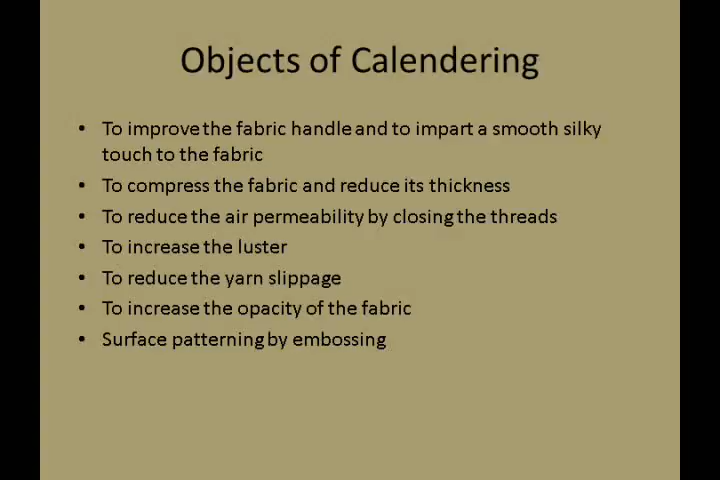 Objects of Calendering
• To improve the fabric handle and to impart a smooth silky
touch to the fabric
• To compress the fabric and reduce its thickness
• To reduce the air permeability by closing the threads
• To increase the luster
• To reduce the yarn slippage
• To increase the opacity of the fabric
• Surface patterning by embossing